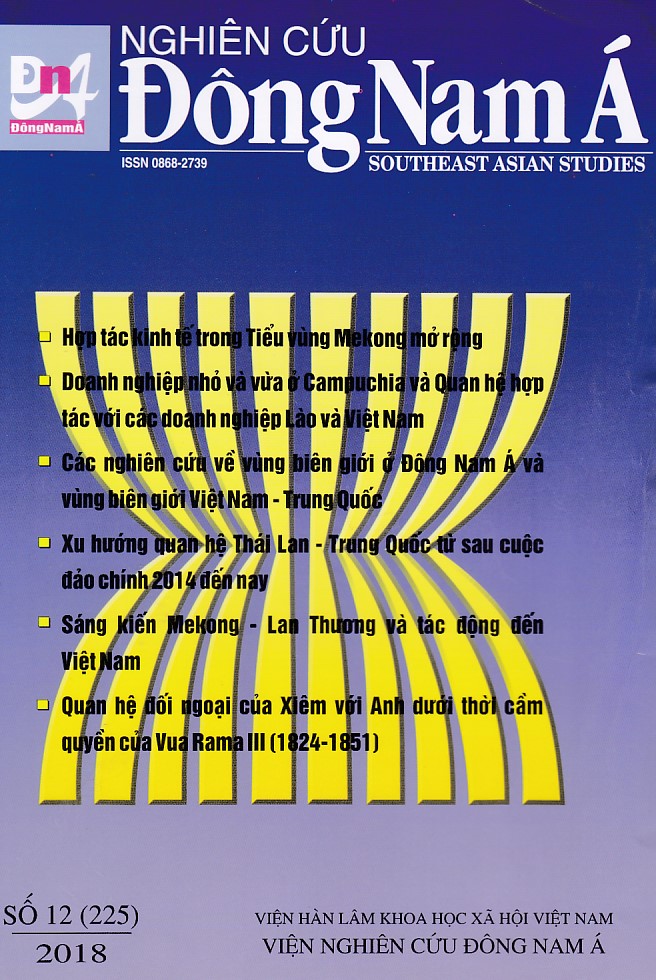 NGHIÊN CỨU
Đông Nam Á
ĐnA
ĐôngNamÁ
ISSN 0868-2739
SOUTHEAST ASIAN STUDIES
Hợp tác kinh tế trong Tiểu vùng Mekong mở rộng
Doanh nghiệp nhỏ và vừa ở Campuchia và Quan hệ hợp
tác với các doanh nghiệp Lào và Việt Nam
Các nghiên cứu về vùng biên giới ở Đông Nam Á và
vùng biên giới Việt Nam - Trung Quốc
Xu hướng quan hệ Thái Lan - Trung Quốc từ sau cuộc
đảo chính 2014 đến nay
Sáng kiến Mekong - Lan Thương và tác động đến
Việt Nam
Quan hệ đối ngoại của Xiêm với Anh dưới thời cầm
quyền của Vua Rama III (1824-1851)
SỐ 12 (225)
2018
VIỆN HÀN LÂM KHOA HỌC XÃ HỘI VIỆT NAM
VIỆN NGHIÊN CỨU ĐÔNG NAM Á